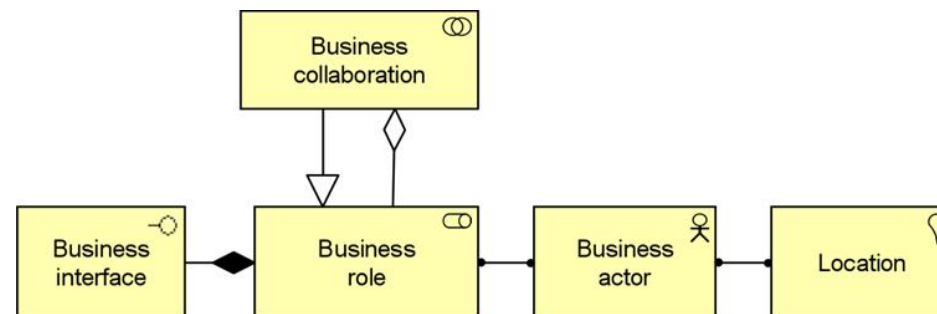 Business
collaboration
Business
interface
Business
role
Business
actor
Location